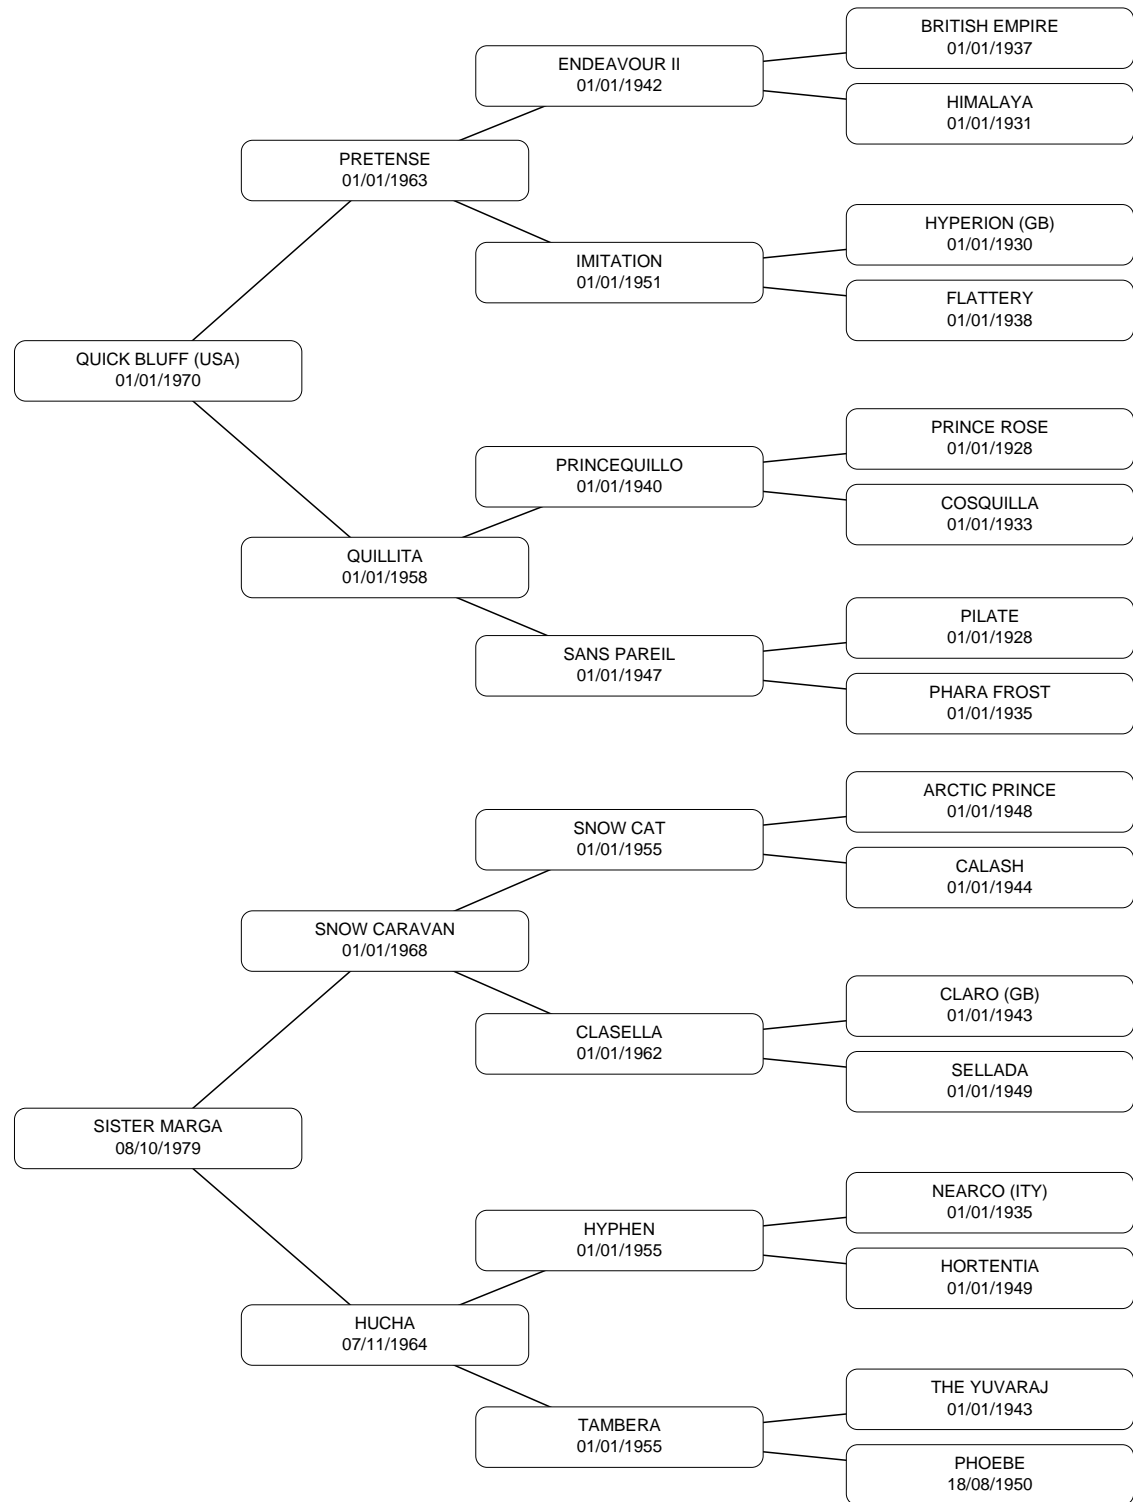 BRITISH EMPIRE
01/01/1937
ENDEAVOUR II
01/01/1942
HIMALAYA
01/01/1931
PRETENSE
01/01/1963
HYPERION (GB)
01/01/1930
IMITATION
01/01/1951
FLATTERY
01/01/1938
QUICK BLUFF (USA)
01/01/1970
PRINCE ROSE
01/01/1928
PRINCEQUILLO
01/01/1940
COSQUILLA
01/01/1933
QUILLITA
01/01/1958
PILATE
01/01/1928
SANS PAREIL
01/01/1947
PHARA FROST
01/01/1935
ARCTIC PRINCE
01/01/1948
SNOW CAT
01/01/1955
CALASH
01/01/1944
SNOW CARAVAN
01/01/1968
CLARO (GB)
01/01/1943
CLASELLA
01/01/1962
SELLADA
01/01/1949
SISTER MARGA
08/10/1979
NEARCO (ITY)
01/01/1935
HYPHEN
01/01/1955
HORTENTIA
01/01/1949
HUCHA
07/11/1964
THE YUVARAJ
01/01/1943
TAMBERA
01/01/1955
PHOEBE
18/08/1950